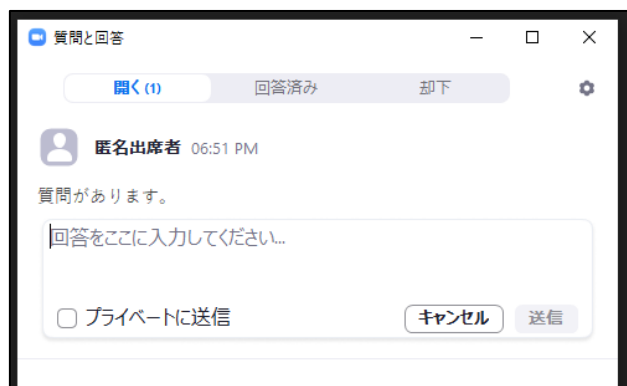 質問と回答
開く (1) 回答済み 却下
匿名出席者 06:51 PM
質問があります。
回答をここに入力してください...
プライベートに送信 キャンセル 送信